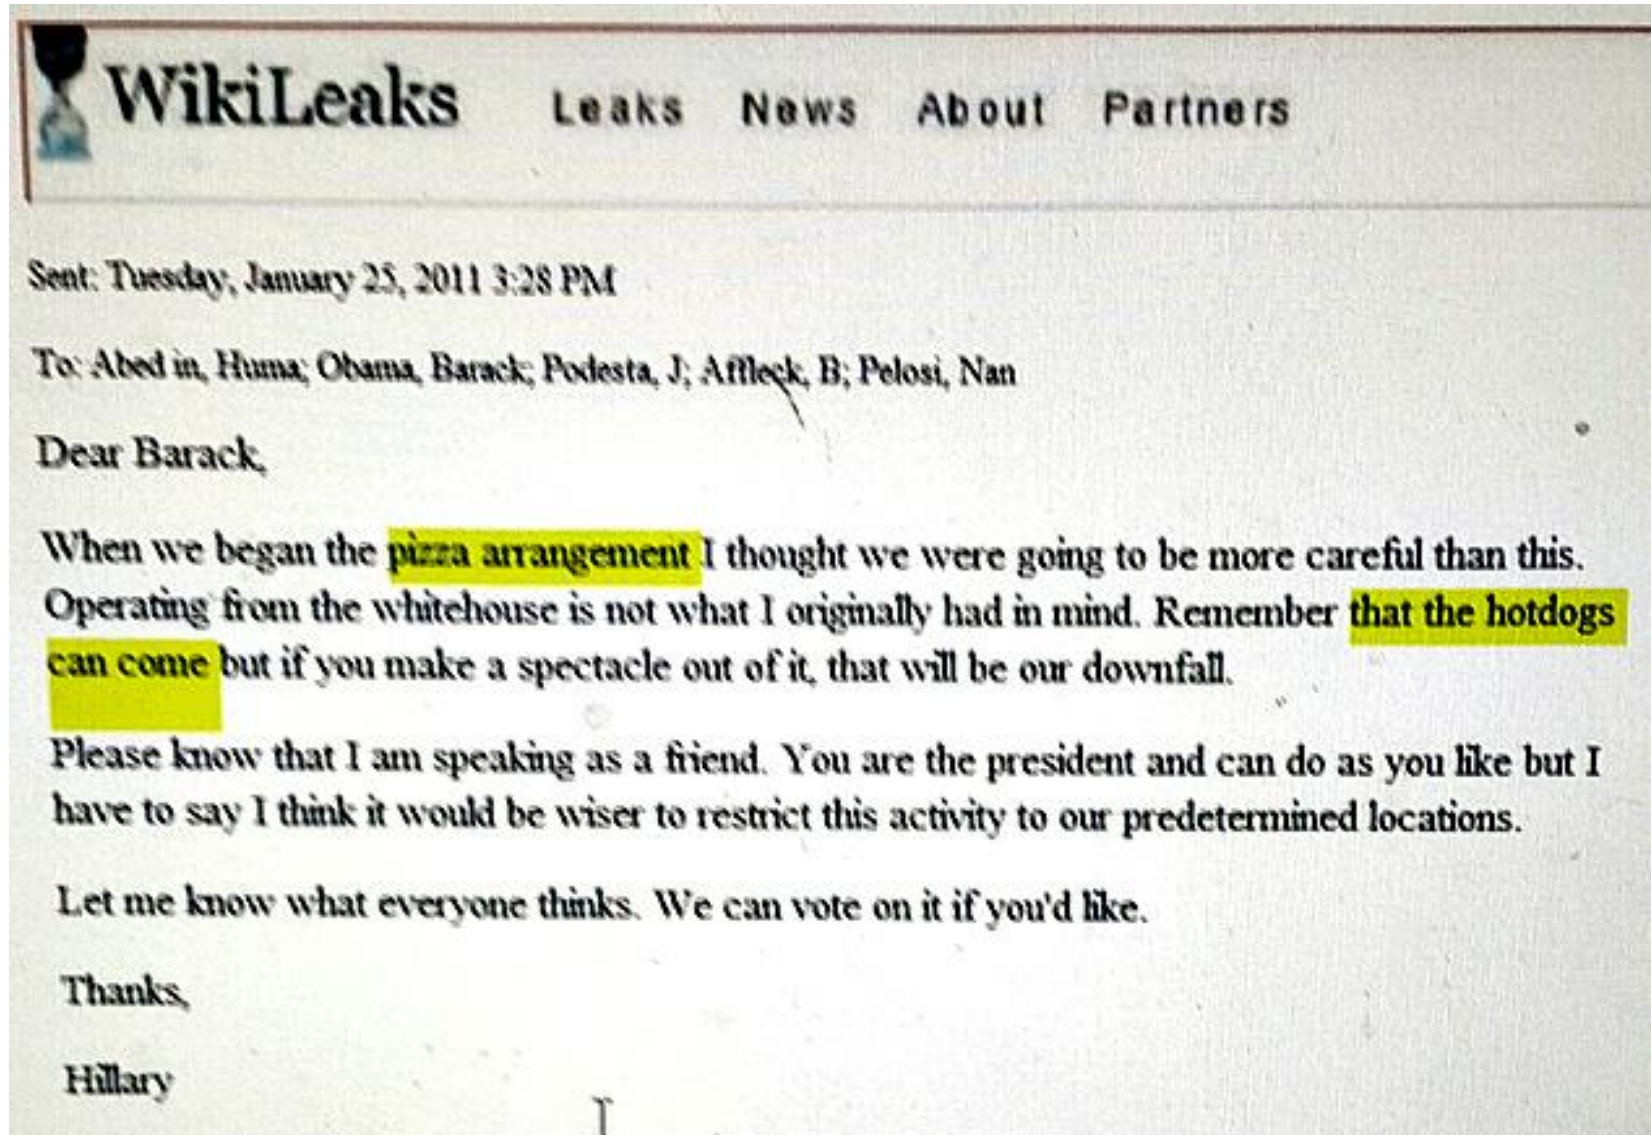 WikiLeaks Leaks News About Partners
Sent: Tuesday, January 25, 2011 3:28 PM
To: Abed in, Huma; Obama, Barack; Podesta, J; Affleck, B; Pelosi, Nan
Dear Barack,
When we began the pizza arrangement I thought we were going to be more careful than this.
Operating from the whitehouse is not what I originally had in mind. Remember that the hotdogs
can come but if you make a spectacle out of it, that will be our downfall.
Please know that I am speaking as a friend. You are the president and can do as you like but I
have to say I think it would be wiser to restrict this activity to our predetermined locations.
Let me know what everyone thinks. We can vote on it if you'd like.
Thanks,
Hillary